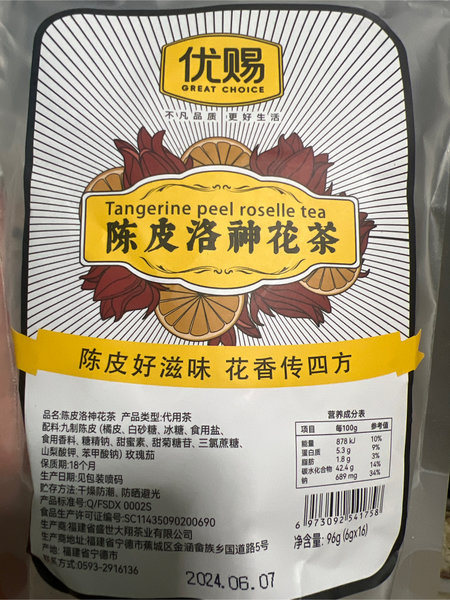 优赐
GREAT CHOICE
不凡品质 更好生活
Tangerine peel roselle tea
陈皮洛神花茶
陈皮好滋味 花香传四方
品名:陈皮洛神花茶 产品类型:代用茶
配料:九制陈皮 (橘皮、白砂糖、冰糖、食用盐、
食用香料、糖精钠、甜蜜素、甜菊糖苷、三氯蔗糖、
山梨酸钾、苯甲酸钠) 玫瑰茄
保质期:18个月
生产日期:见包装喷码
贮存方法:干燥防潮、防晒避光
产品标准号:Q/FSDX 0002S
食品生产许可证编号:SC11435090200690
生产商:福建省盛世大翔茶业有限公司
生产商地址:福建省宁德市蕉城区金涵畲族乡国道路5号
产地:福建省宁德市
联系方式:0593-2916136
营养成分表
项目 每100g 参考值
能量 878 kJ 10%
蛋白质 5.3 g 9%
脂肪 1.8 g 3%
碳水化合物 42.4 g 14%
钠 689 mg 34%
6973092541758
净含量: 96g (6gx16)
2024.06.07